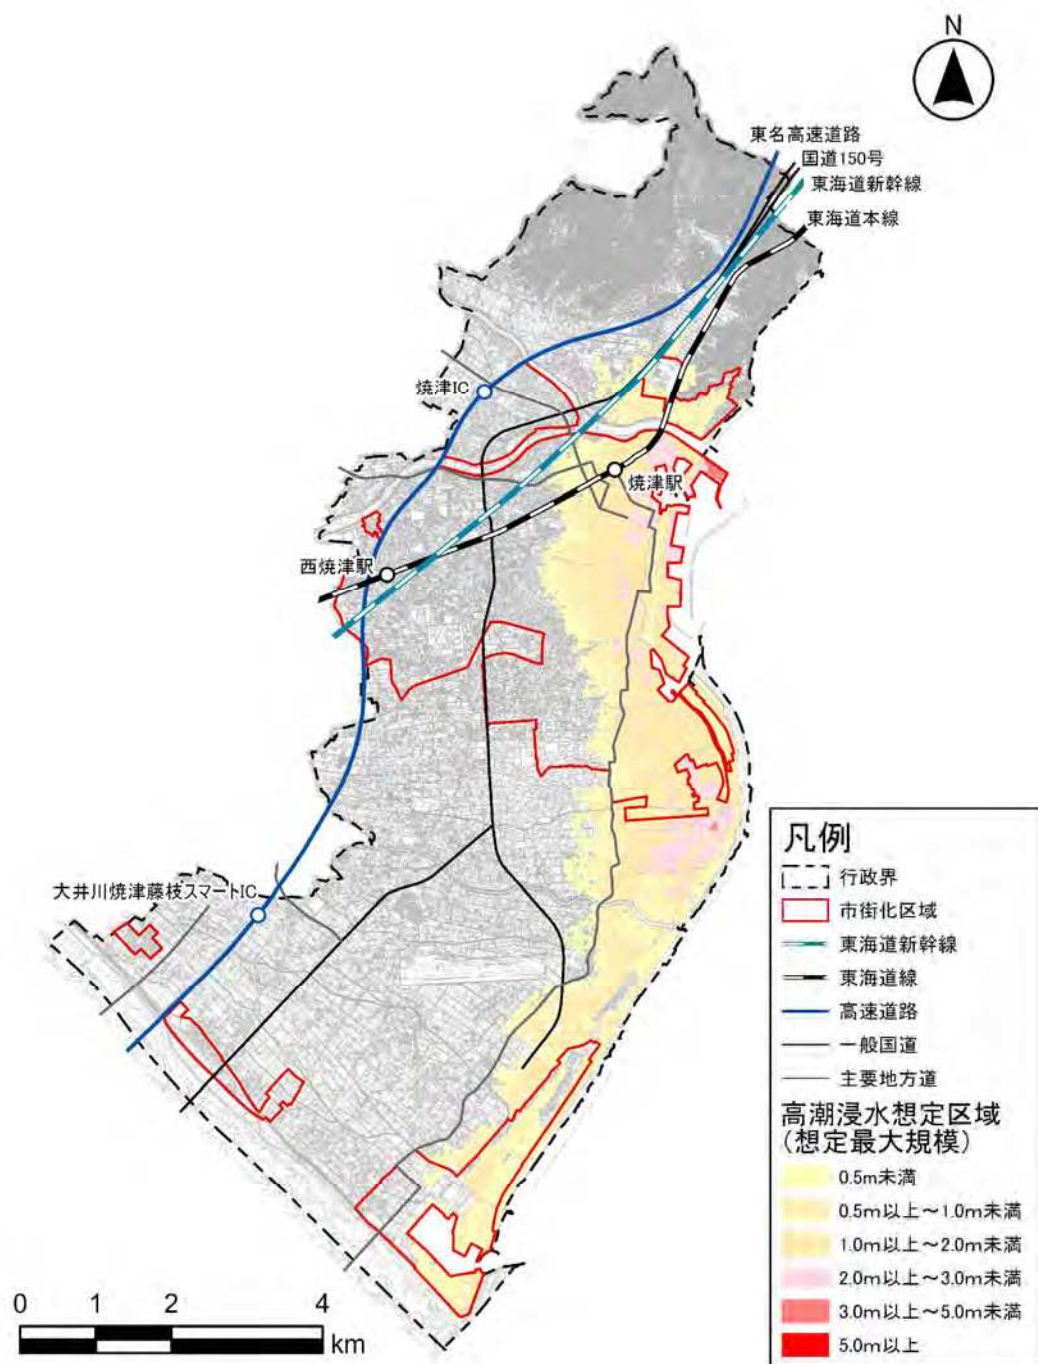 N
東名高速道路
国道150号
東海道新幹線
東海道本線
焼津IC
焼津駅
西焼津駅
大井川焼津藤枝スマートIC
凡例
行政界
市街化区域
東海道新幹線
東海道線
高速道路
一般国道
主要地方道
高潮浸水想定区域
(想定最大規模)
0.5m未満
0.5m以上～1.0m未満
1.0m以上～2.0m未満
2.0m以上～3.0m未満
3.0m以上～5.0m未満
5.0m以上
0 1 2 4
km